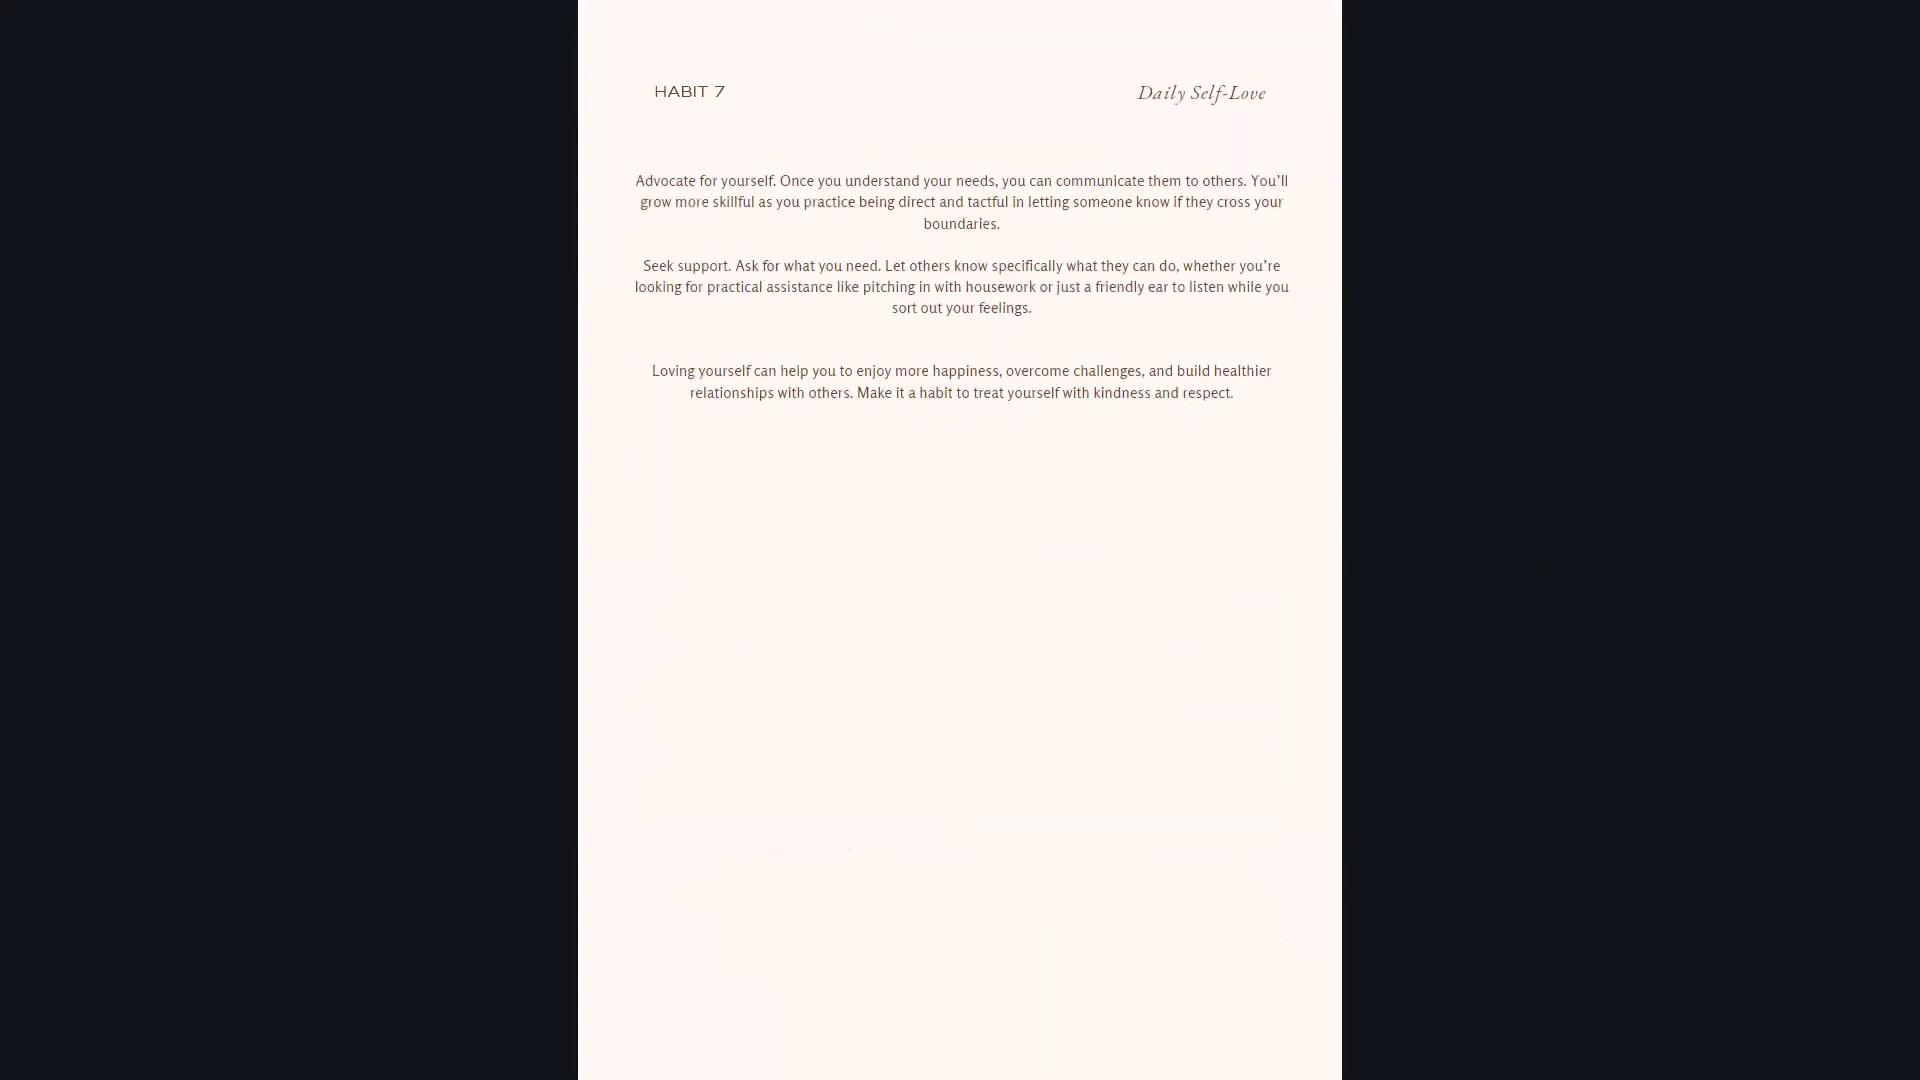 HABIT 7
Daily Self-Love
Advocate for yourself. Once you understand your needs, you can communicate them to others. You’ll
grow more skillful as you practice being direct and tactful in letting someone know if they cross your
boundaries.
Seek support. Ask for what you need. Let others know specifically what they can do, whether you’re
looking for practical assistance like pitching in with housework or just a friendly ear to listen while you
sort out your feelings.
Loving yourself can help you to enjoy more happiness, overcome challenges, and build healthier
relationships with others. Make it a habit to treat yourself with kindness and respect.